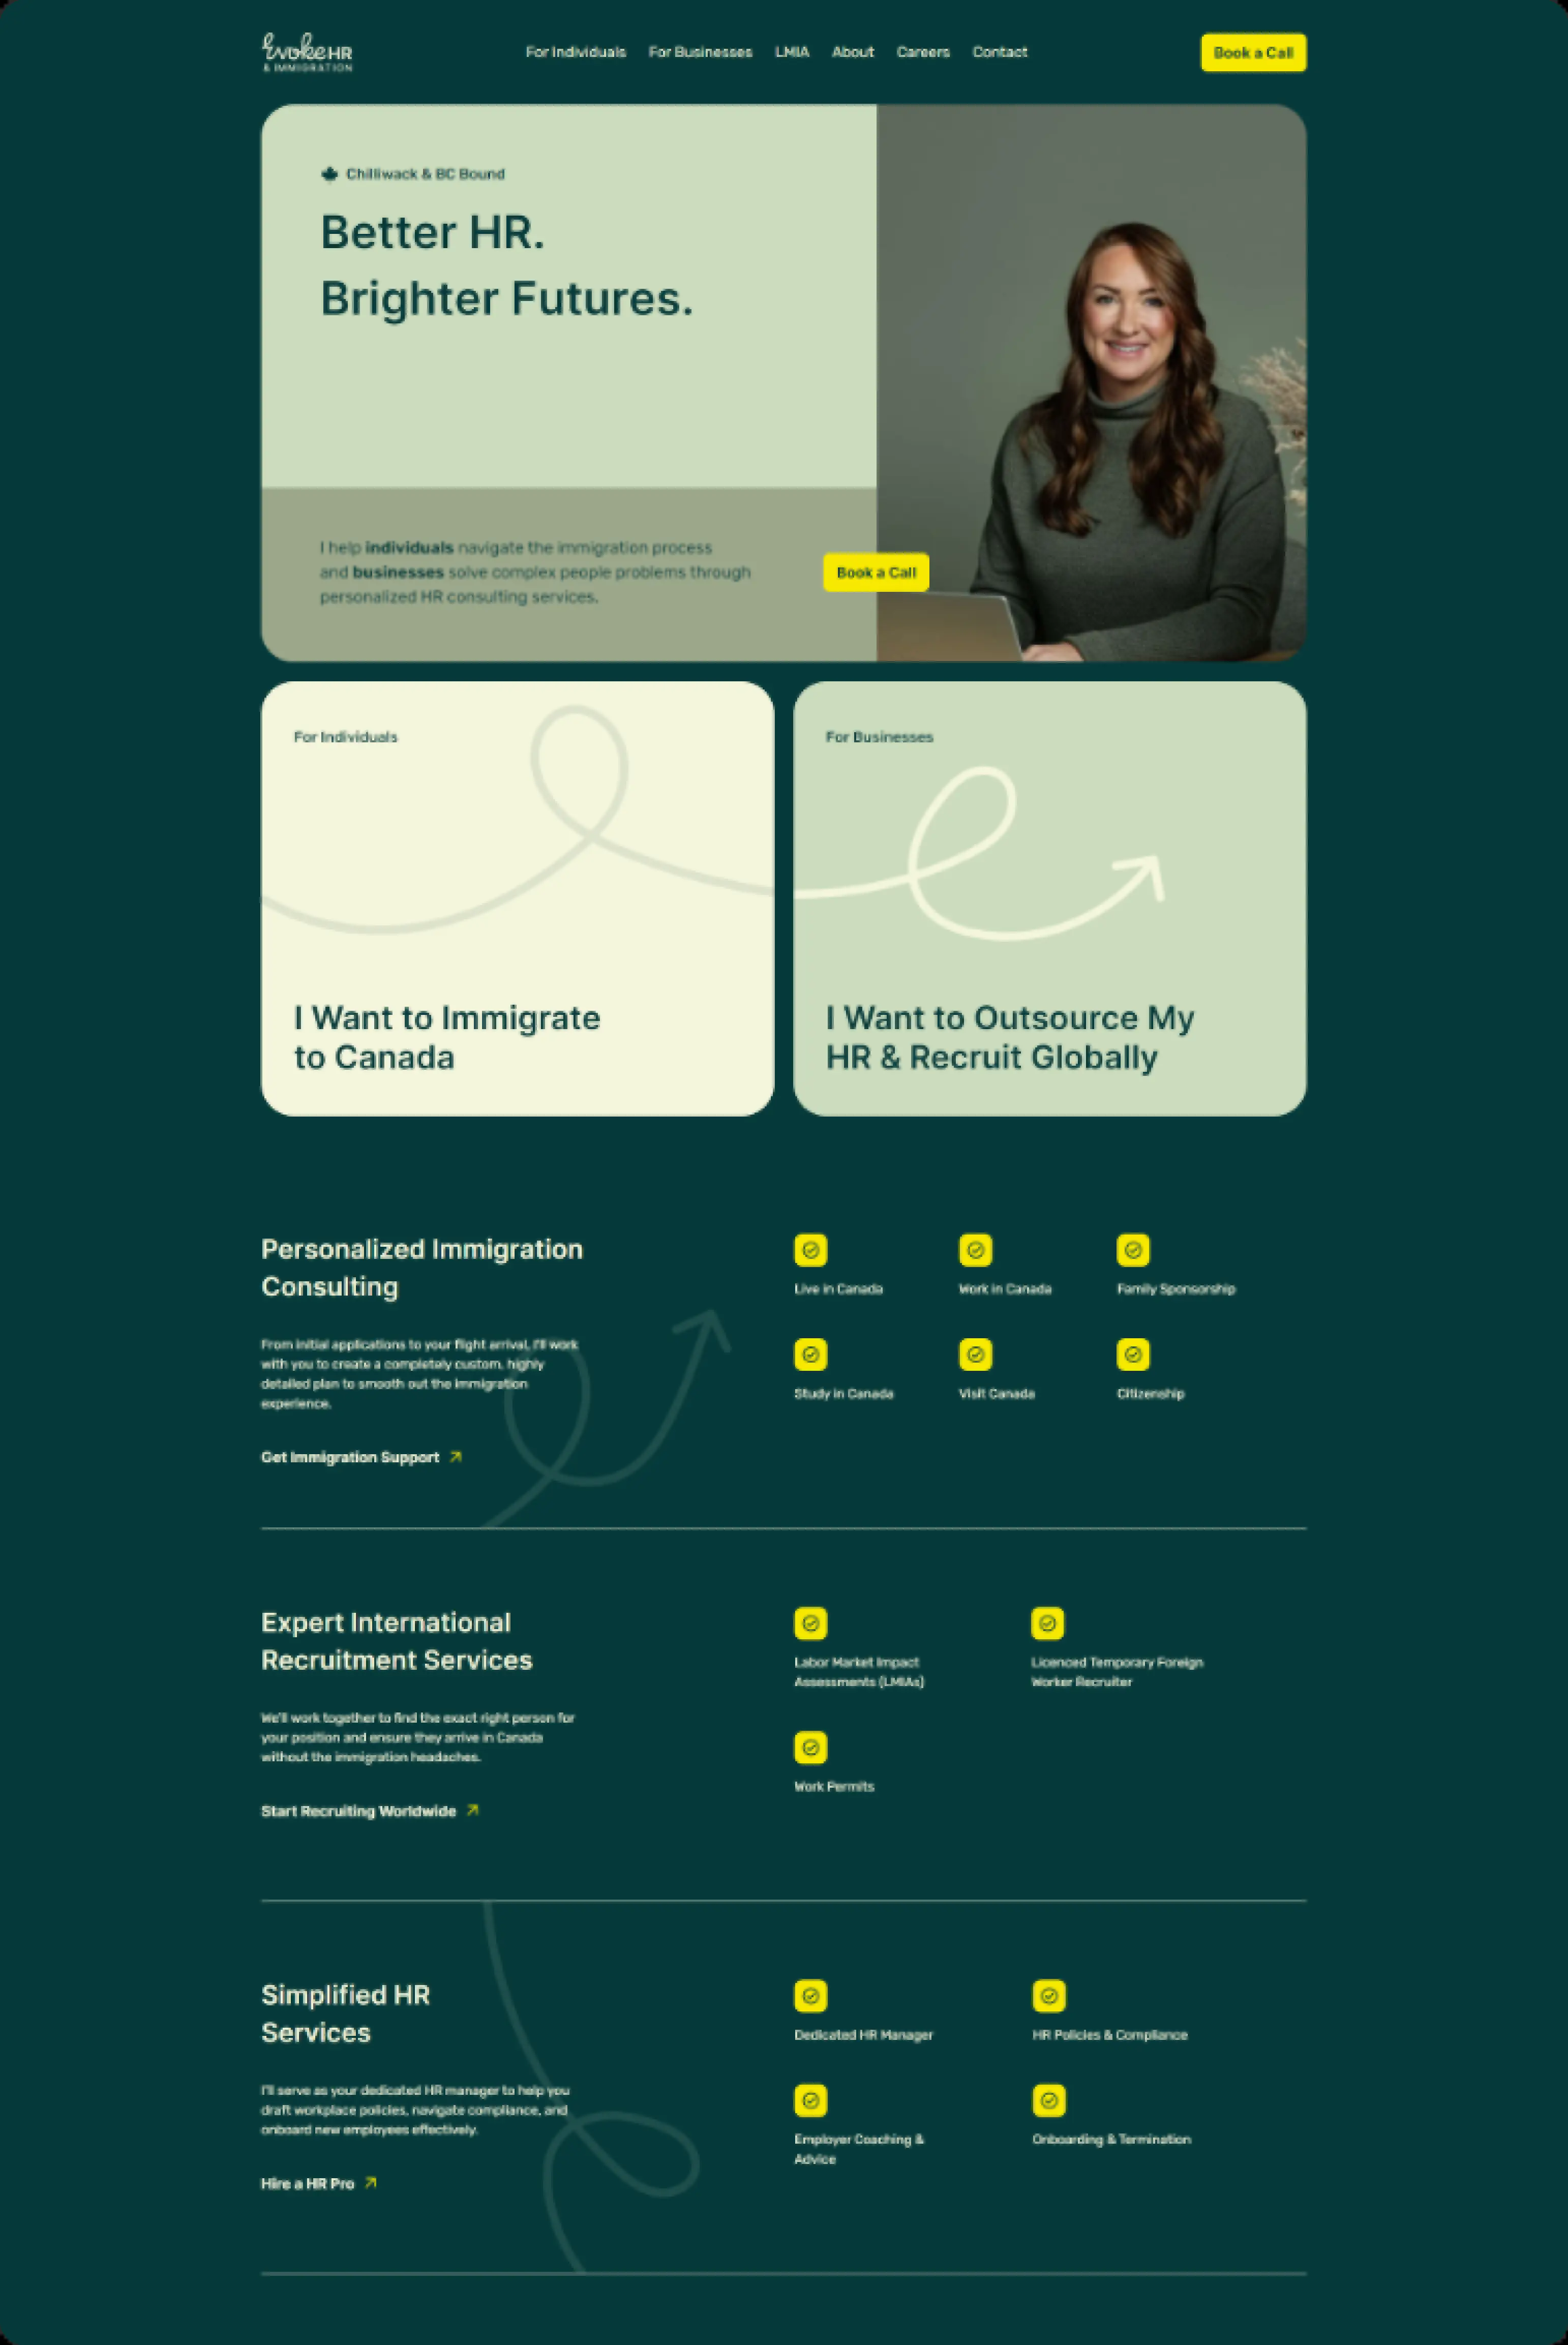 Evoke HR
& IMMIGRATION
For Individuals
For Businesses
LMIA
About
Careers
Contact
Book a Call
Chilliwack & BC Bound
Better HR.
Brighter Futures.
I help individuals navigate the immigration process
and businesses solve complex people problems through
personalized HR consulting services.
Book a Call
For Individuals
I Want to Immigrate
to Canada
For Businesses
I Want to Outsource My
HR & Recruit Globally
Personalized Immigration
Consulting
From initial applications to your flight arrival, I'll work
with you to create a completely custom, highly
detailed plan to smooth out the immigration
experience.
Get Immigration Support
Live in Canada
Work in Canada
Family Sponsorship
Study in Canada
Visit Canada
Citizenship
Expert International
Recruitment Services
We'll work together to find the exact right person for
your position and ensure they arrive in Canada
without the immigration headaches.
Start Recruiting Worldwide
Labor Market Impact
Assessments (LMIAs)
Licenced Temporary Foreign
Worker Recruiter
Work Permits
Simplified HR
Services
I'll serve as your dedicated HR manager to help you
draft workplace policies, navigate compliance, and
onboard new employees effectively.
Hire a HR Pro
Dedicated HR Manager
HR Policies & Compliance
Employer Coaching &
Advice
Onboarding & Termination